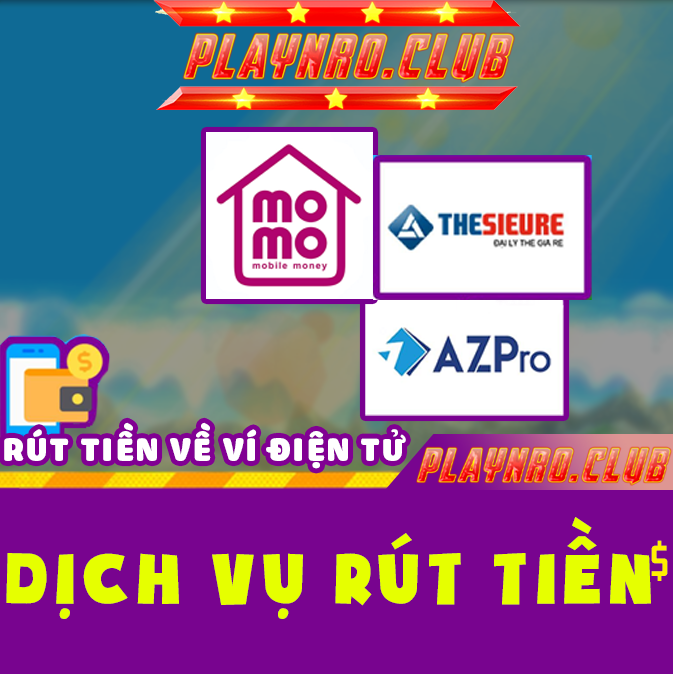 PLAYNRO.CLUB
mo
mo
mobile money
THESIEURE
ĐẠI LÝ THẺ GIÁ RẺ
AZPro
$
RÚT TIỀN VỀ VÍ ĐIỆN TỬ
PLAYNRO.CLUB
DỊCH VỤ RÚT TIỀN$